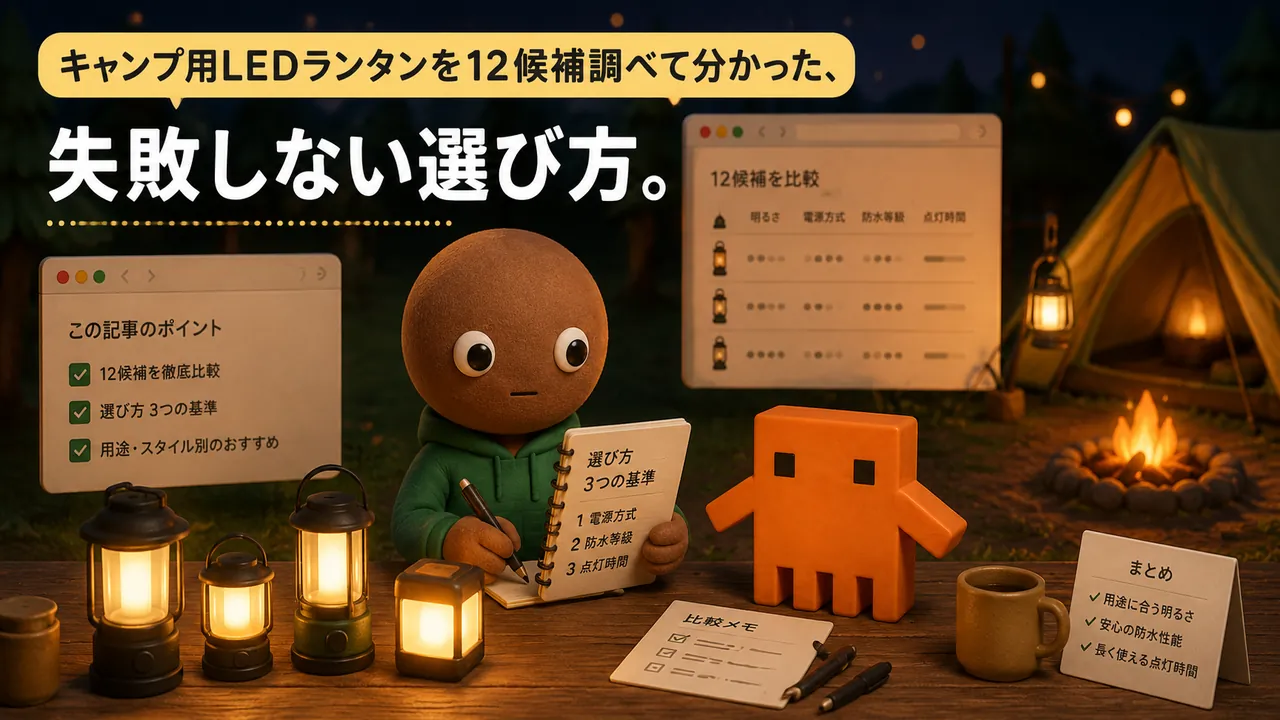 キャンプ用LEDランタンを12候補調べて分かった、
失敗しない選び方。
この記事のポイント
12候補を徹底比較
選び方 3つの基準
用途・スタイル別のおすすめ
12候補を比較
明るさ 電源方式 防水等級 点灯時間
選び方
3つの基準
1 電源方式
2 防水等級
3 点灯時間
比較メモ
まとめ
用途に合う明るさ
安心の防水性能
長く使える点灯時間